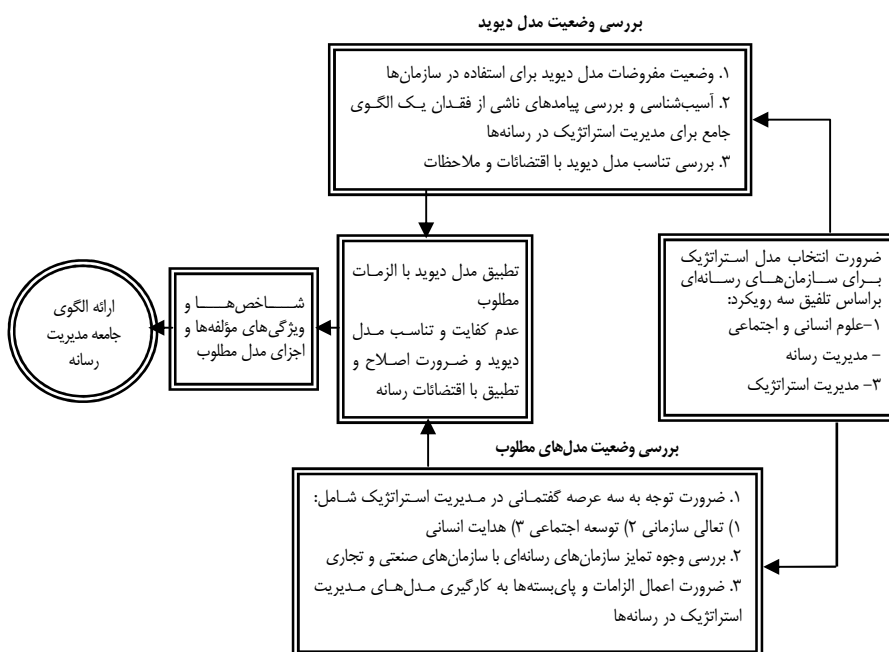 بررسی وضعیت مدل دیوید
۱. وضعیت مفروضات مدل دیوید برای استفاده در سازمان‌ها
۲. آسیب‌شناسی و بررسی پیامدهای ناشی از فقدان یک الگوی
جامع برای مدیریت استراتژیک در رسانه‌ها
۳. بررسی تناسب مدل دیوید با اقتضائات و ملاحظات
ضرورت انتخاب مدل استراتژیک
برای سازمان‌های رسانه‌ای
براساس تلفیق سه رویکرد:
۱-علوم انسانی و اجتماعی
- مدیریت رسانه
۳- مدیریت استراتژیک
تطبیق مدل دیوید با الزمات
مطلوب
عدم کفایت و تناسب مدل
دیوید و ضرورت اصلاح و
تطبیق با اقتضائات رسانه
شاخص‌ها و
ویژگی‌های مؤلفه‌ها و
اجزای مدل مطلوب
ارائه الگوی
جامعه مدیریت
رسانه
بررسی وضعیت مدل‌های مطلوب
۱. ضرورت توجه به سه عرصه گفتمانی در مدیریت استراتژیک شامل:
۱) تعالی سازمانی ۲) توسعه اجتماعی ۳) هدایت انسانی
۲. بررسی وجوه تمایز سازمان‌های رسانه‌ای با سازمان‌های صنعتی و تجاری
۳. ضرورت اعمال الزامات و پای‌بسته‌ها به کارگیری مدل‌های مدیریت
استراتژیک در رسانه‌ها